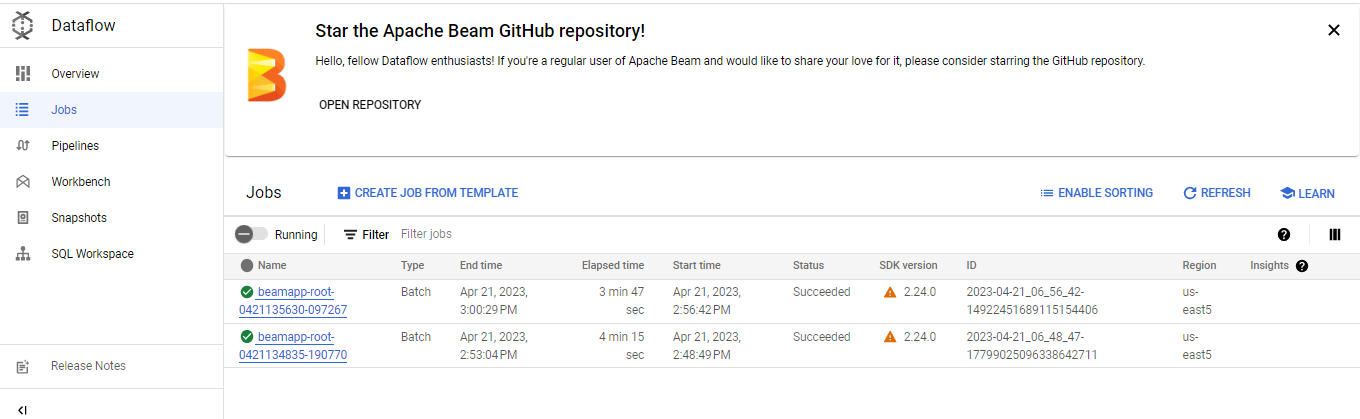 Dataflow
Overview
Jobs
Pipelines
Workbench
Snapshots
SQL Workspace
Release Notes
Star the Apache Beam GitHub repository!
Hello, fellow Dataflow enthusiasts! If you're a regular user of Apache Beam and would like to share your love for it, please consider starring the GitHub repository.
OPEN REPOSITORY
Jobs CREATE JOB FROM TEMPLATE ENABLE SORTING REFRESH LEARN
Running Filter Filter jobs
Name Type End time Elapsed time Start time Status SDK version ID Region Insights
beamapp-root- Batch Apr 21, 2023, 3 min 47 Apr 21, 2023, Succeeded 2.24.0 2023-04-21_06_56_42- us-
0421135630-097267 3:00:29 PM sec 2:56:42 PM 14922451689115154406 east5
beamapp-root- Batch Apr 21, 2023, 4 min 15 Apr 21, 2023, Succeeded 2.24.0 2023-04-21_06_48_47- us-
0421134835-190770 2:53:04 PM sec 2:48:49 PM 17799025096338642711 east5